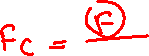 Fc = F